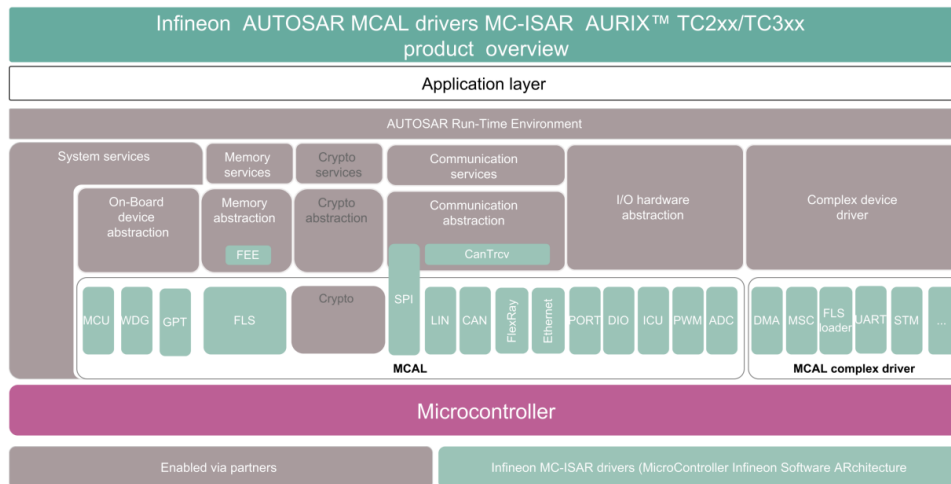 Infineon AUTOSAR MCAL drivers MC-ISAR AURIX™ TC2xx/TC3xx
product overview
Application layer
AUTOSAR Run-Time Environment
System services
Memory
services
Crypto
services
Communication
services
I/O hardware
abstraction
Complex device
driver
On-Board
device
abstraction
Memory
abstraction
FEE
Crypto
abstraction
Communication
abstraction
CanTrcv
MCU
WDG
GPT
FLS
Crypto
SPI
LIN
CAN
FlexRay
Ethernet
PORT
DIO
ICU
PWM
ADC
DMA
MSC
FLS
loader
UART
STM
...
MCAL
MCAL complex driver
Microcontroller
Enabled via partners
Infineon MC-ISAR drivers (MicroController Infineon Software ARchitecture